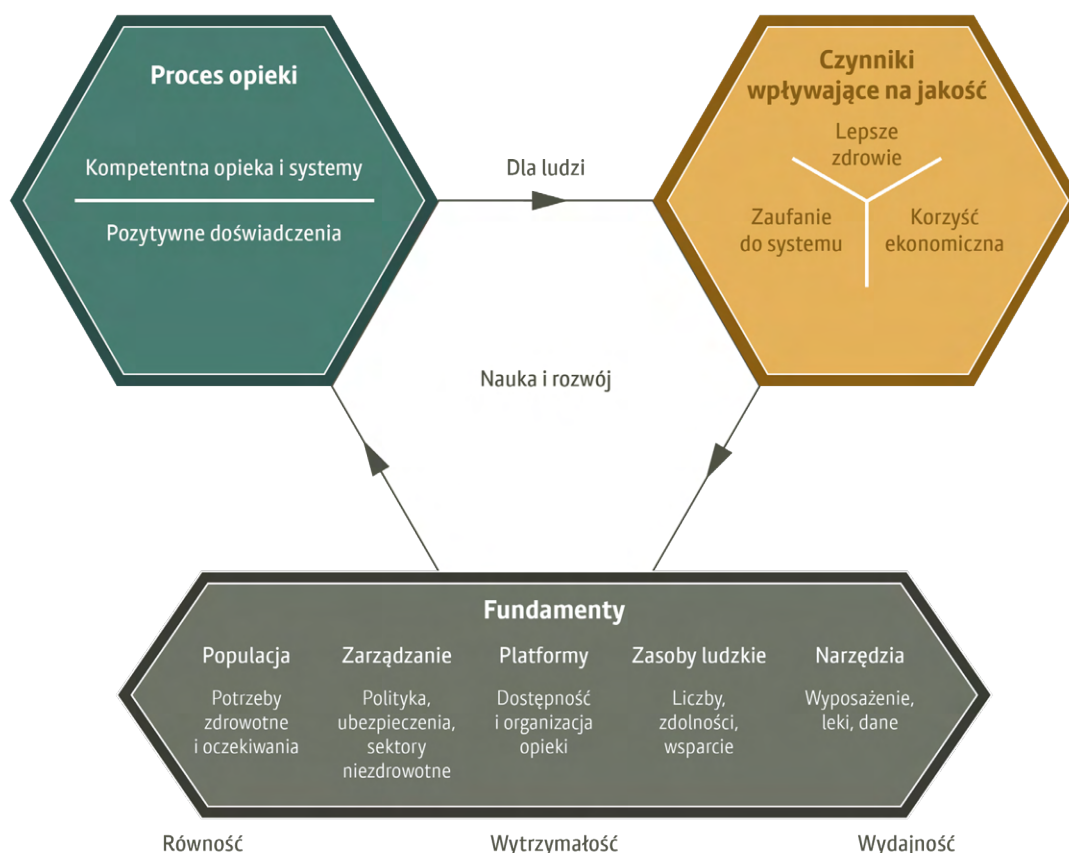 Proces opieki
Kompetentna opieka i systemy
Pozytywne doświadczenia
Dla ludzi
Czynniki
wpływające na jakość
Lepsze
zdrowie
Zaufanie
do systemu
Korzyść
ekonomiczna
Nauka i rozwój
Fundamenty
Populacja
Potrzeby
zdrowotne
i oczekiwania
Zarządzanie
Polityka,
ubezpieczenia,
sektory
niezdrowotne
Platformy
Dostępność
i organizacja
opieki
Zasoby ludzkie
Liczby,
zdolności,
wsparcie
Narzędzia
Wyposażenie,
leki, dane
Równość
Wytrzymałość
Wydajność